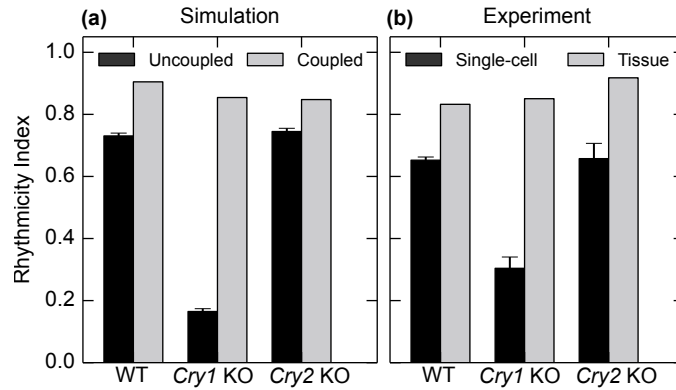 (a) Simulation
Uncoupled Coupled
Rhythmicity Index
1.0
0.8
0.6
0.4
0.2
0.0
WT Cry1 KO Cry2 KO
(b) Experiment
Single-cell Tissue
WT Cry1 KO Cry2 KO